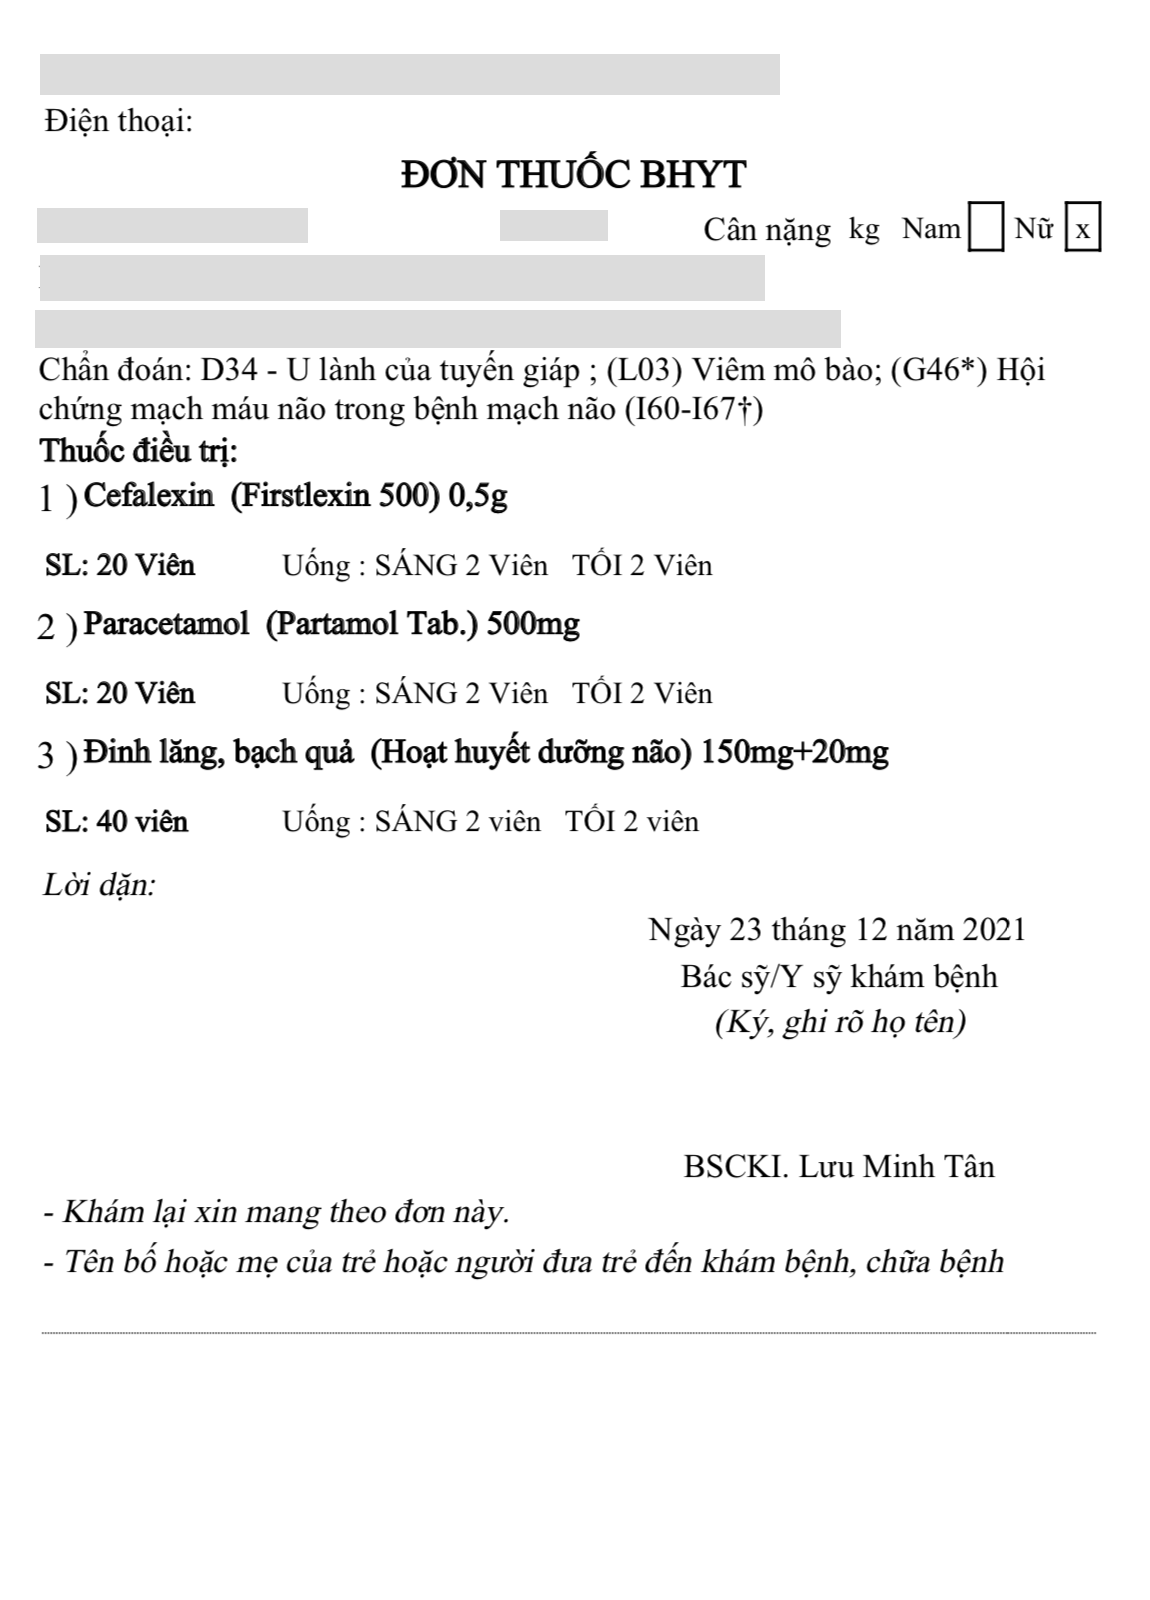 Điện thoại:
ĐƠN THUỐC BHYT
Cân nặng kg Nam Nữ x
Chẩn đoán: D34 - U lành của tuyến giáp ; (L03) Viêm mô bào; (G46*) Hội
chứng mạch máu não trong bệnh mạch não (I60-I67†)
Thuốc điều trị:
1 ) Cefalexin (Firstlexin 500) 0,5g
SL: 20 Viên Uống : SÁNG 2 Viên TỐI 2 Viên
2 ) Paracetamol (Partamol Tab.) 500mg
SL: 20 Viên Uống : SÁNG 2 Viên TỐI 2 Viên
3 ) Đinh lăng, bạch quả (Hoạt huyết dưỡng não) 150mg+20mg
SL: 40 viên Uống : SÁNG 2 viên TỐI 2 viên
Lời dặn:
Ngày 23 tháng 12 năm 2021
Bác sỹ/Y sỹ khám bệnh
(Ký, ghi rõ họ tên)
BSCKI. Lưu Minh Tân
- Khám lại xin mang theo đơn này.
- Tên bố hoặc mẹ của trẻ hoặc người đưa trẻ đến khám bệnh, chữa bệnh